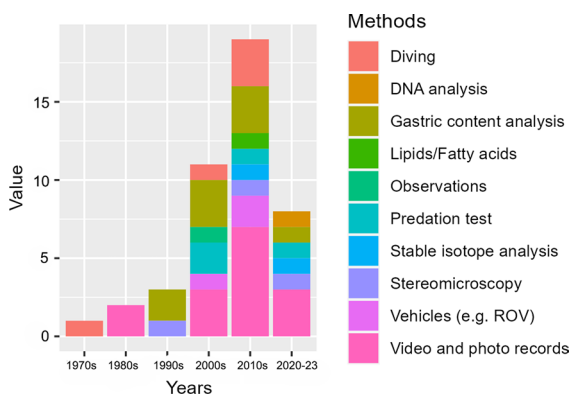 Methods
Diving
DNA analysis
Gastric content analysis
Lipids/Fatty acids
Observations
Predation test
Stable isotope analysis
Stereomicroscopy
Vehicles (e.g. ROV)
Video and photo records
Value
15
10
5
0
1970s 1980s 1990s 2000s 2010s 2020-23
Years